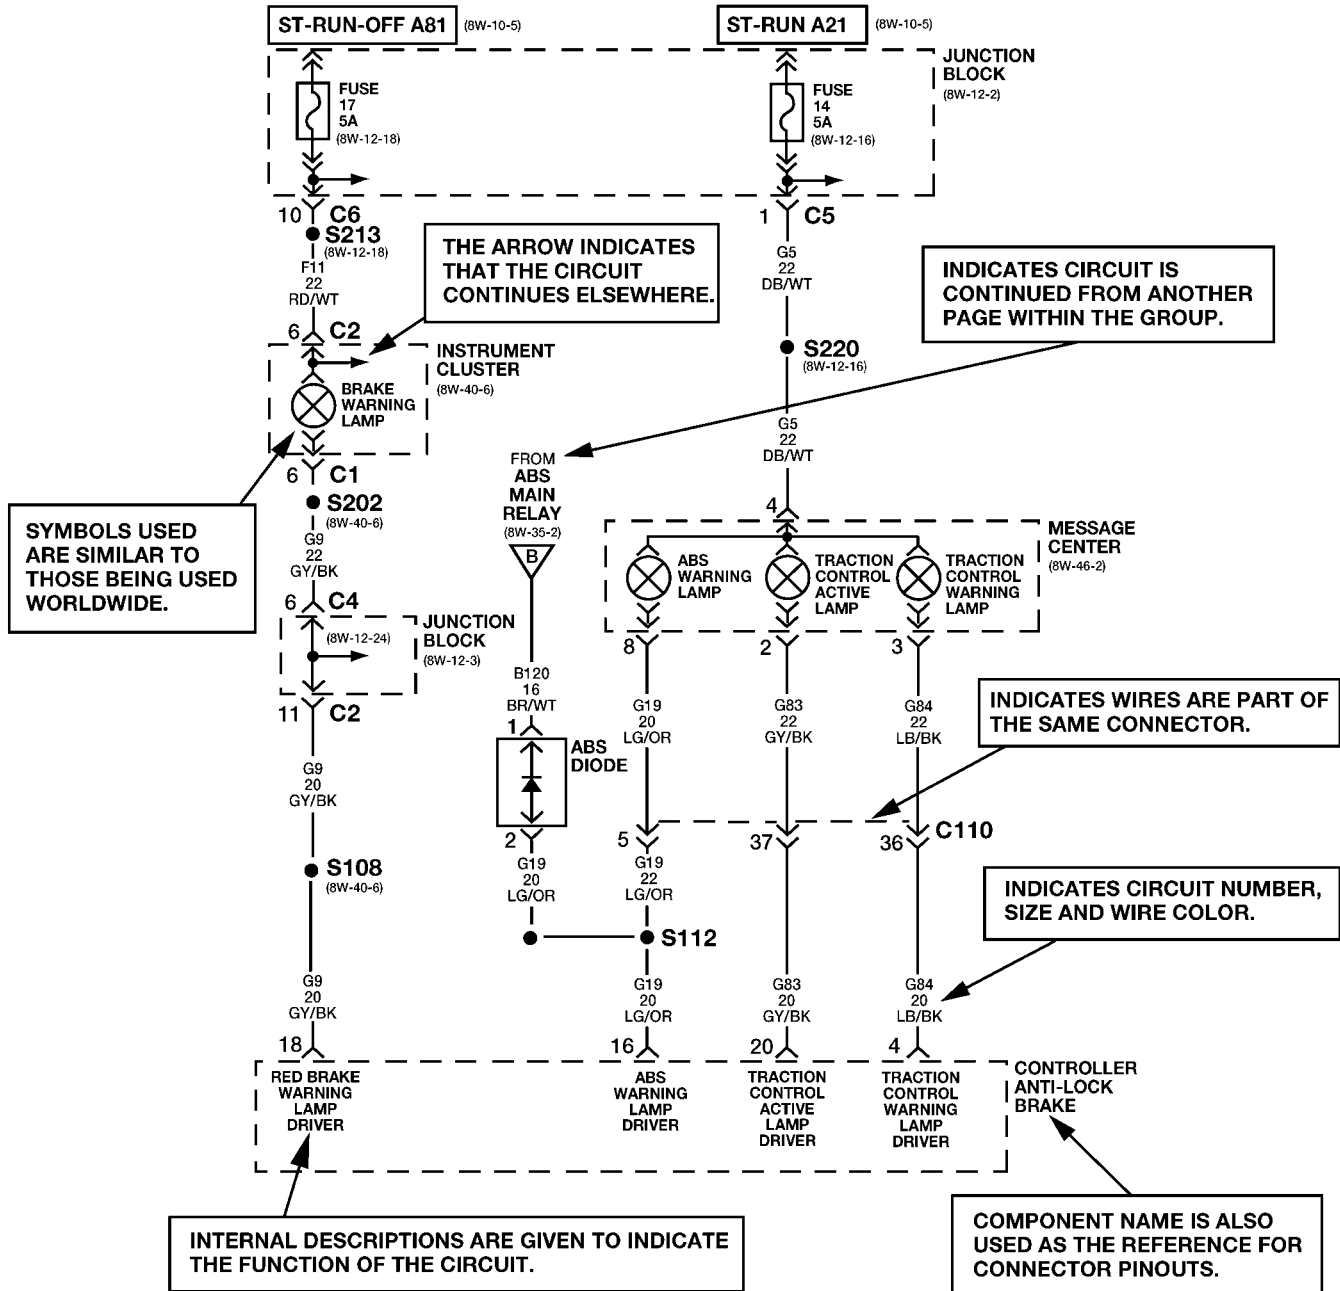 ST-RUN-OFF A81
(8W-10-5)
ST-RUN A21
(8W-10-5)
JUNCTION
BLOCK
(8W-12-2)
FUSE
17
5A
(8W-12-18)
FUSE
14
5A
(8W-12-16)
10
C6
1
C5
S213
(8W-12-18)
F11
22
RD/WT
THE ARROW INDICATES
THAT THE CIRCUIT
CONTINUES ELSEWHERE.
G5
22
DB/WT
INDICATES CIRCUIT IS
CONTINUED FROM ANOTHER
PAGE WITHIN THE GROUP.
6
C2
INSTRUMENT
CLUSTER
(8W-40-6)
BRAKE
WARNING
LAMP
S220
(8W-12-16)
G5
22
DB/WT
6
C1
S202
(8W-40-6)
G9
22
GY/BK
FROM
ABS
MAIN
RELAY
(8W-35-2)
B
SYMBOLS USED
ARE SIMILAR TO
THOSE BEING USED
WORLDWIDE.
4
MESSAGE
CENTER
(8W-46-2)
ABS
WARNING
LAMP
TRACTION
CONTROL
ACTIVE
LAMP
TRACTION
CONTROL
WARNING
LAMP
6
C4
(8W-12-24)
JUNCTION
BLOCK
(8W-12-3)
8
2
3
11
C2
B120
16
BR/WT
G19
20
LG/OR
G83
22
GY/BK
G84
22
LB/BK
INDICATES WIRES ARE PART OF
THE SAME CONNECTOR.
1
ABS
DIODE
G9
20
GY/BK
2
5
37
36
C110
S108
(8W-40-6)
G19
20
LG/OR
G19
22
LG/OR
INDICATES CIRCUIT NUMBER,
SIZE AND WIRE COLOR.
S112
G9
20
GY/BK
G19
20
LG/OR
G83
20
GY/BK
G84
20
LB/BK
18
16
20
4
RED BRAKE
WARNING
LAMP
DRIVER
ABS
WARNING
LAMP
DRIVER
TRACTION
CONTROL
ACTIVE
LAMP
DRIVER
TRACTION
CONTROL
WARNING
LAMP
DRIVER
CONTROLLER
ANTI-LOCK
BRAKE
INTERNAL DESCRIPTIONS ARE GIVEN TO INDICATE
THE FUNCTION OF THE CIRCUIT.
COMPONENT NAME IS ALSO
USED AS THE REFERENCE FOR
CONNECTOR PINOUTS.